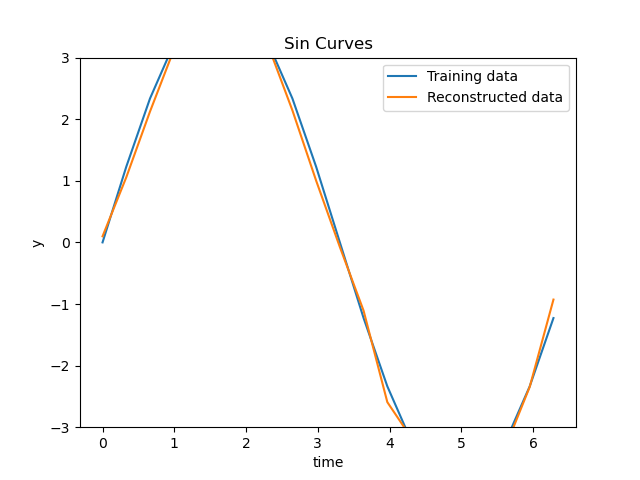 Sin Curves
Training data
Reconstructed data
3
2
1
0
−1
−2
−3
y
0 1 2 3 4 5 6
time